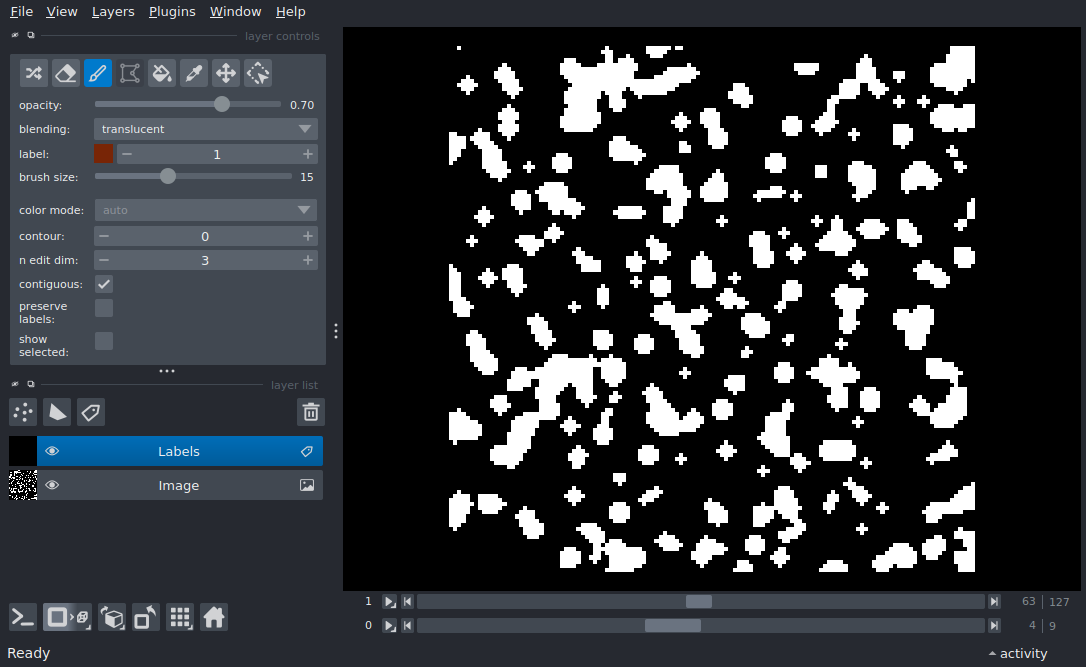 File View Layers Plugins Window Help
layer controls
opacity: 0.70
blending: translucent
label: 1
brush size: 15
color mode: auto
contour: 0
n edit dim: 3
contiguous:
preserve
labels:
show
selected:
layer list
Labels
Image
1 63 127
0 4 9
Ready activity